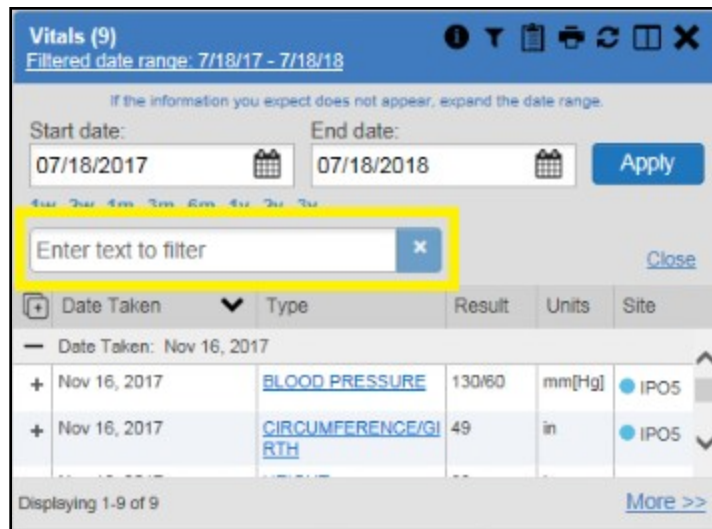 Vitals (9)
Filtered date range: 7/18/17 - 7/18/18
If the information you expect does not appear, expand the date range.
Start date:
End date:
07/18/2017
07/18/2018
Apply
1w 2w 1m 3m 6m 1y 2y 3y
Enter text to filter
Close
Date Taken Type Result Units Site
Date Taken: Nov 16, 2017
Nov 16, 2017 BLOOD PRESSURE 130/60 mm[Hg] IPO5
Nov 16, 2017 CIRCUMFERENCE/GI 49 in IPO5
RTH
Displaying 1-9 of 9
More >>